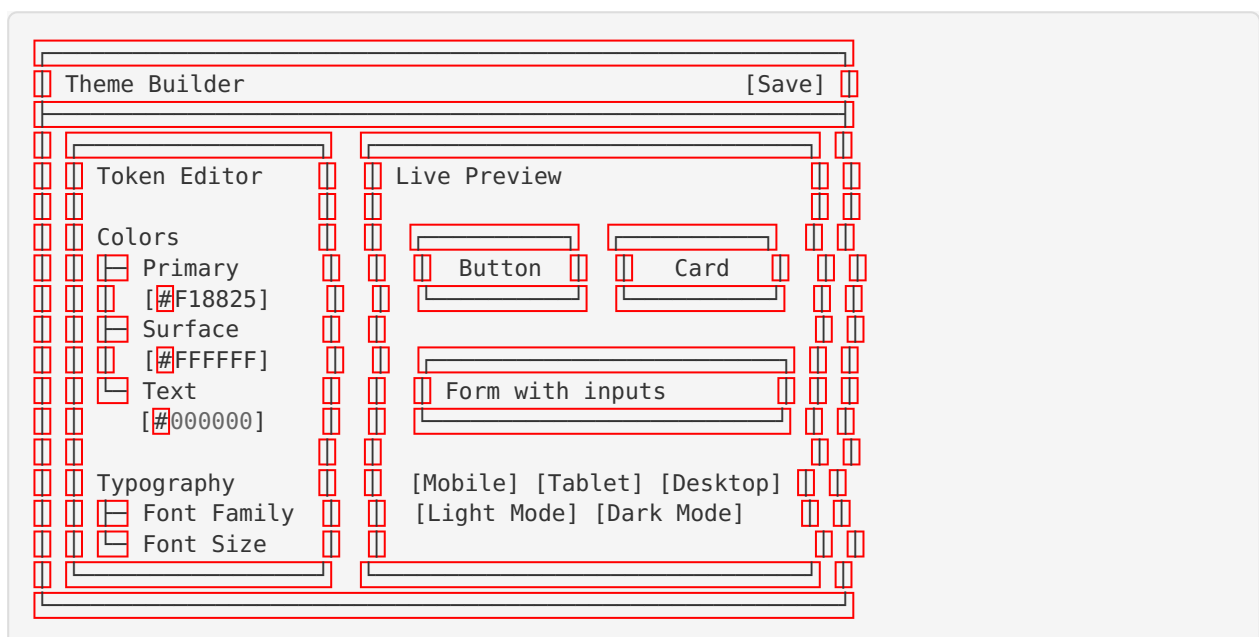 ┌─────────────────────────────────────────────────────────┐
│ Theme Builder                                    [Save] │
├─────────────────────────────────────────────────────────┤
│ ┌─────────────────┐  ┌───────────────────────────────┐ │
│ │ Token Editor    │  │ Live Preview                  │ │
│ │                 │  │                               │ │
│ │ Colors          │  │  ┌──────────┐  ┌──────────┐  │ │
│ │ ├─ Primary      │  │  │  Button  │  │   Card   │  │ │
│ │ │  [#F18825]    │  │  └──────────┘  └──────────┘  │ │
│ │ ├─ Surface      │  │                               │ │
│ │ │  [#FFFFFF]    │  │  ┌─────────────────────────┐ │ │
│ │ └─ Text         │  │  │ Form with inputs        │ │ │
│ │    [#000000]    │  │  └─────────────────────────┘ │ │
│ │                 │  │                               │ │
│ │ Typography      │  │  [Mobile] [Tablet] [Desktop] │ │
│ │ ├─ Font Family  │  │  [Light Mode] [Dark Mode]    │ │
│ │ └─ Font Size    │  │                               │ │
│ └─────────────────┘  └───────────────────────────────┘ │
└─────────────────────────────────────────────────────────┘